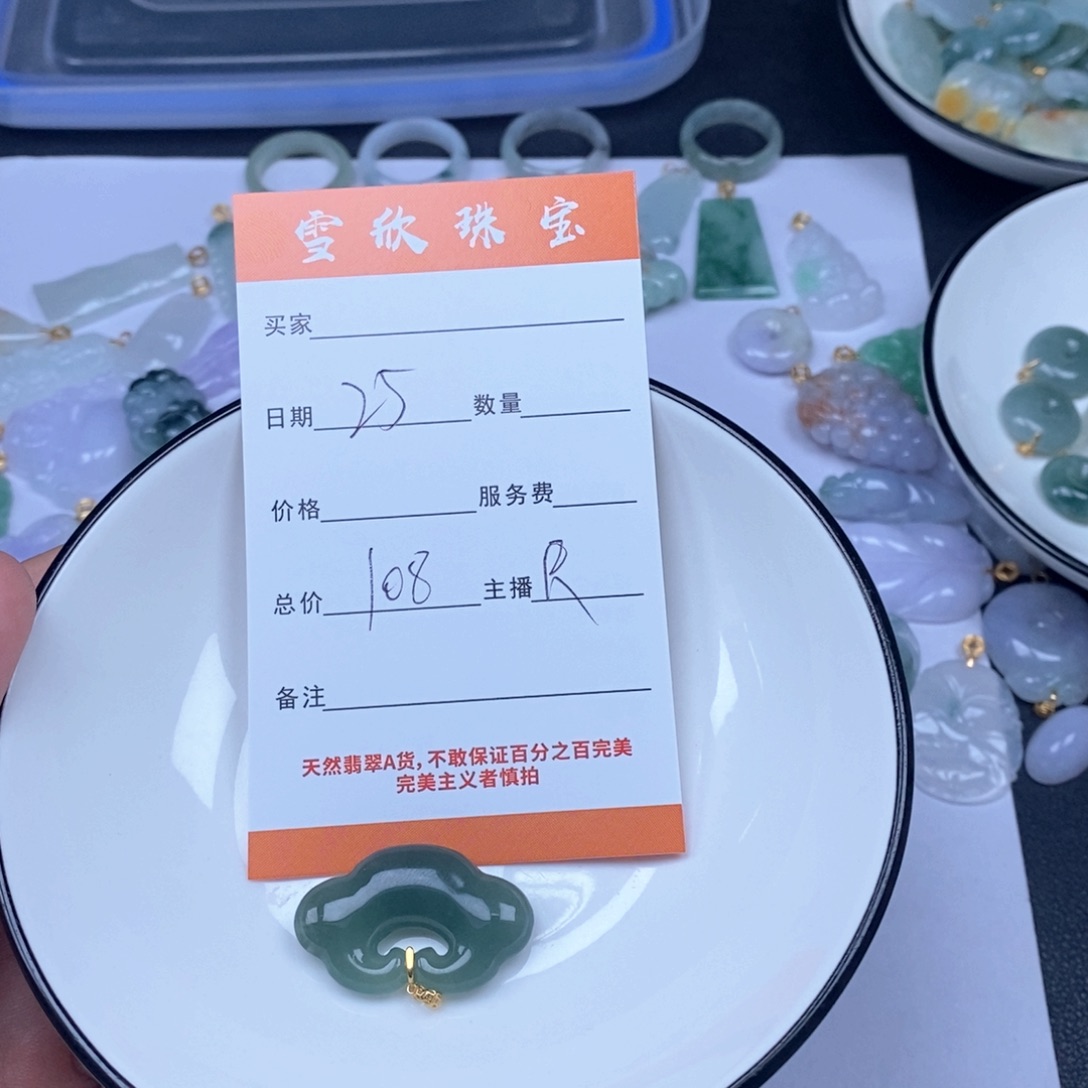 雪欣珠宝
买家
日期 25 数量
价格 服务费
总价 108 主播 R
备注
天然翡翠A货,不敢保证百分之百完美
完美主义者慎拍